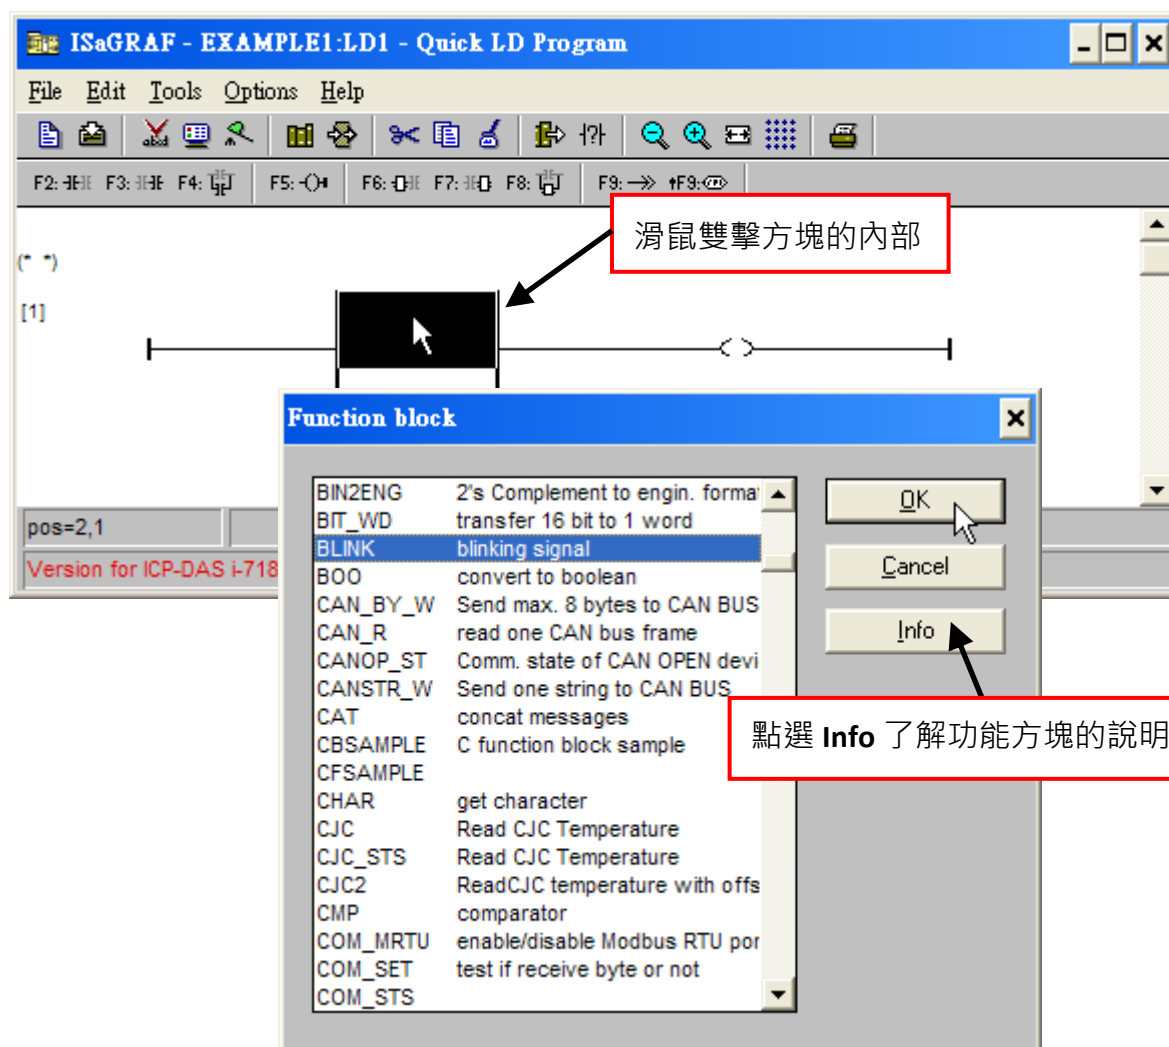 ISaGRAF - EXAMPLE1:LD1 - Quick LD Program
File Edit Tools Options Help
F2: F3: F4: F5: F6: F7: F8: F9: ↑F9:
滑鼠雙擊方塊的內部
(* *)
[1]
Function block
BIN2ENG 2's Complement to engin. format
BIT_WD transfer 16 bit to 1 word
BLINK blinking signal
BOO convert to boolean
CAN_BY_W Send max. 8 bytes to CAN BUS
CAN_R read one CAN bus frame
CANOP_ST Comm. state of CAN OPEN devi
CANSTR_W Send one string to CAN BUS
CAT concat messages
CBSAMPLE C function block sample
CFSAMPLE
CHAR get character
CJC Read CJC Temperature
CJC_STS Read CJC Temperature
CJC2 ReadCJC temperature with offs
CMP comparator
COM_MRTU enable/disable Modbus RTU por
COM_SET test if receive byte or not
COM_STS
OK
Cancel
Info
點選 Info 了解功能方塊的說明
pos=2,1
Version for ICP-DAS i-718